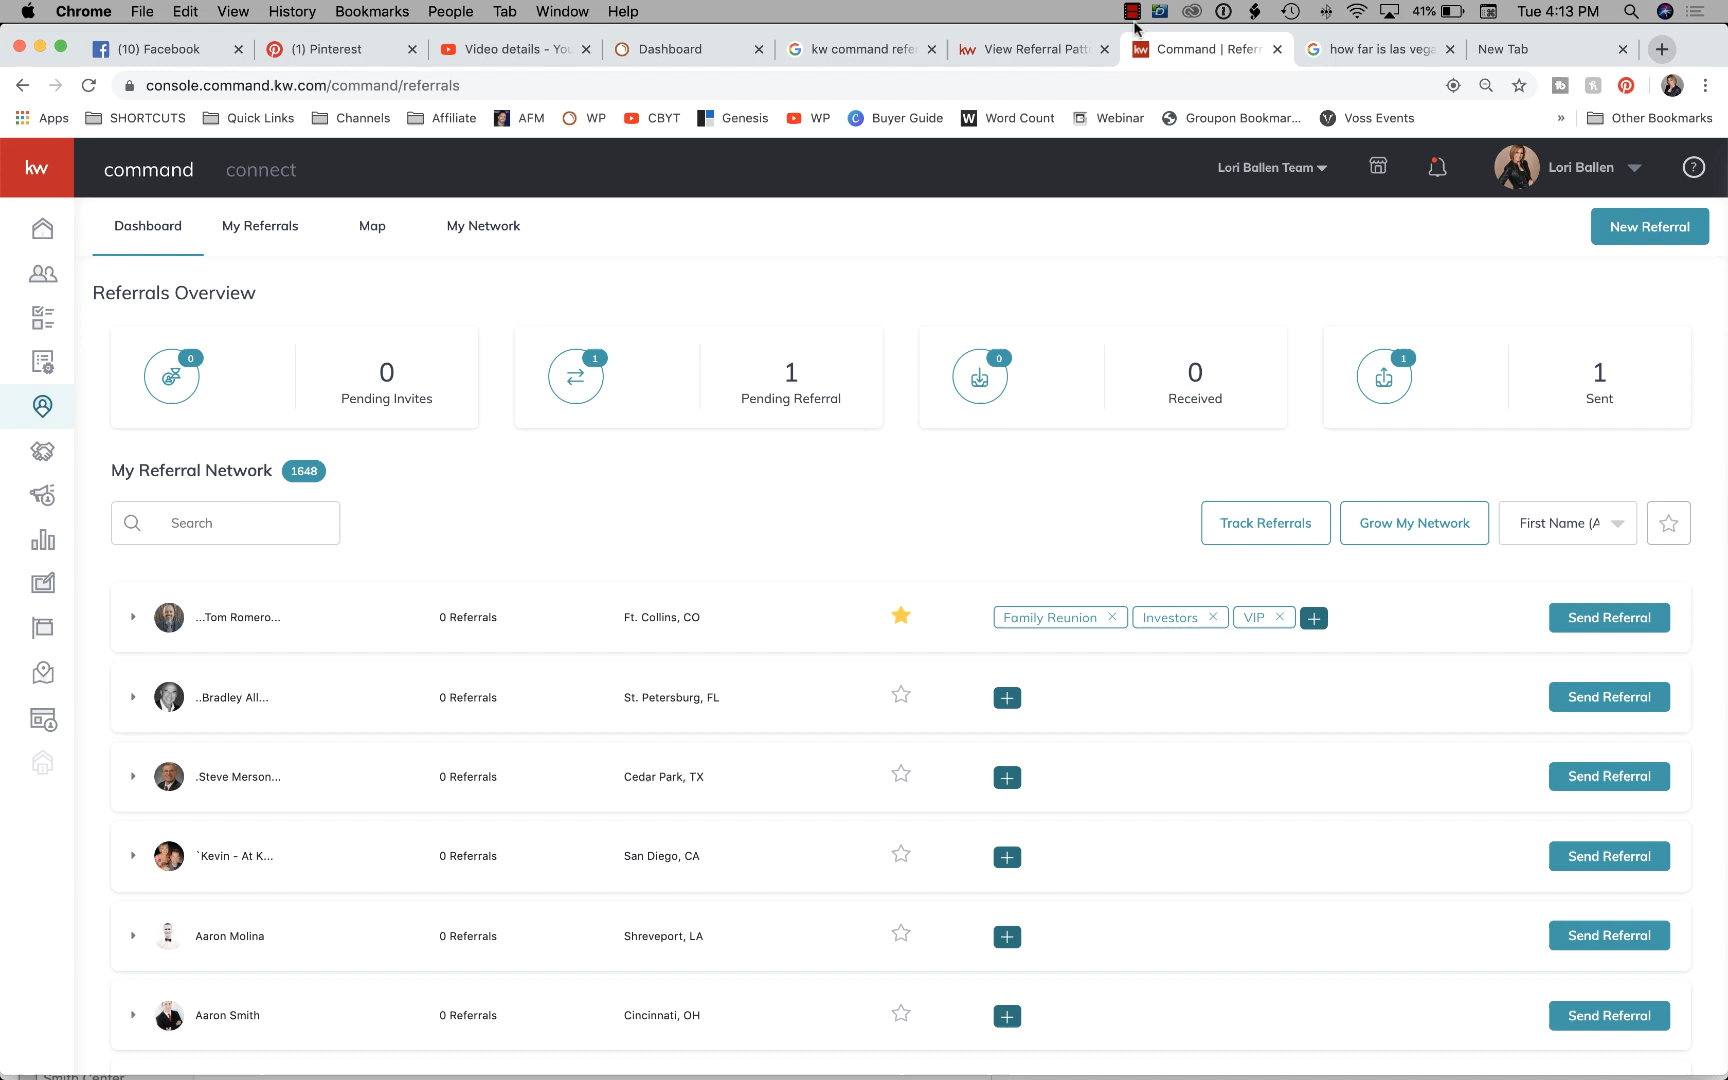 Chrome File Edit View History Bookmarks People Tab Window Help 41% Tue 4:13 PM
(10) Facebook (1) Pinterest Video details - You Dashboard kw command refer kw View Referral Patt kw Command | Referr how far is las vega New Tab
console.command.kw.com/command/referrals
Apps SHORTCUTS Quick Links Channels Affiliate AFM WP CBYT Genesis WP Buyer Guide Word Count Webinar Groupon Bookmar... Voss Events » Other Bookmarks
kw command connect Lori Ballen Team Lori Ballen
Dashboard My Referrals Map My Network New Referral
Referrals Overview
0 0 1 1 0 0 1 1
Pending Invites Pending Referral Received Sent
My Referral Network 1648
Search Track Referrals Grow My Network First Name (A
...Tom Romero... 0 Referrals Ft. Collins, CO Family Reunion × Investors × VIP × + Send Referral
..Bradley All... 0 Referrals St. Petersburg, FL + Send Referral
.Steve Merson... 0 Referrals Cedar Park, TX + Send Referral
`Kevin - At K... 0 Referrals San Diego, CA + Send Referral
Aaron Molina 0 Referrals Shreveport, LA + Send Referral
Aaron Smith 0 Referrals Cincinnati, OH + Send Referral